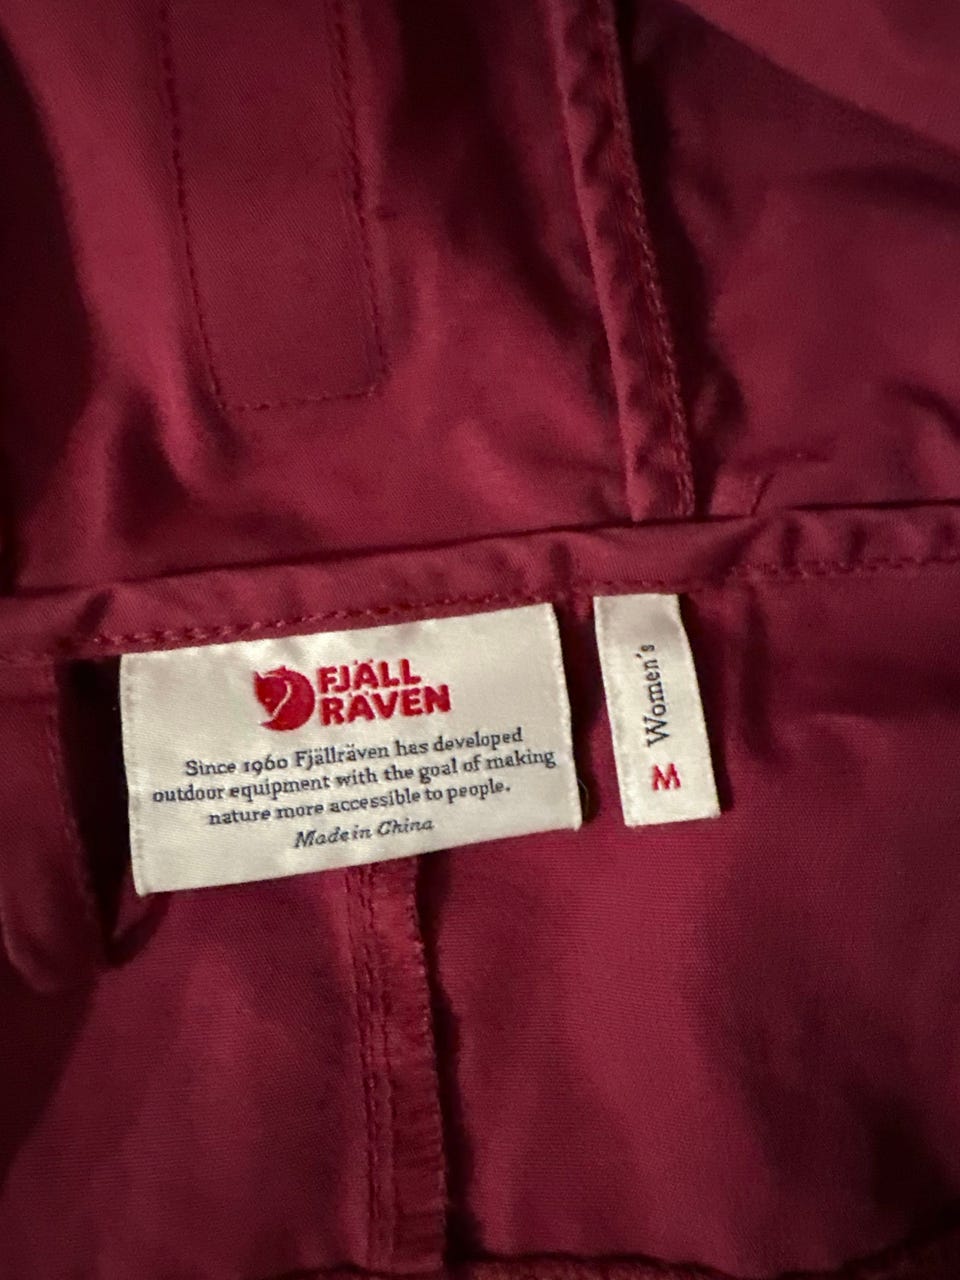 FJÄLL
RÄVEN
Since 1960 Fjällräven has developed
outdoor equipment with the goal of making
nature more accessible to people.
Made in China
Women's
M